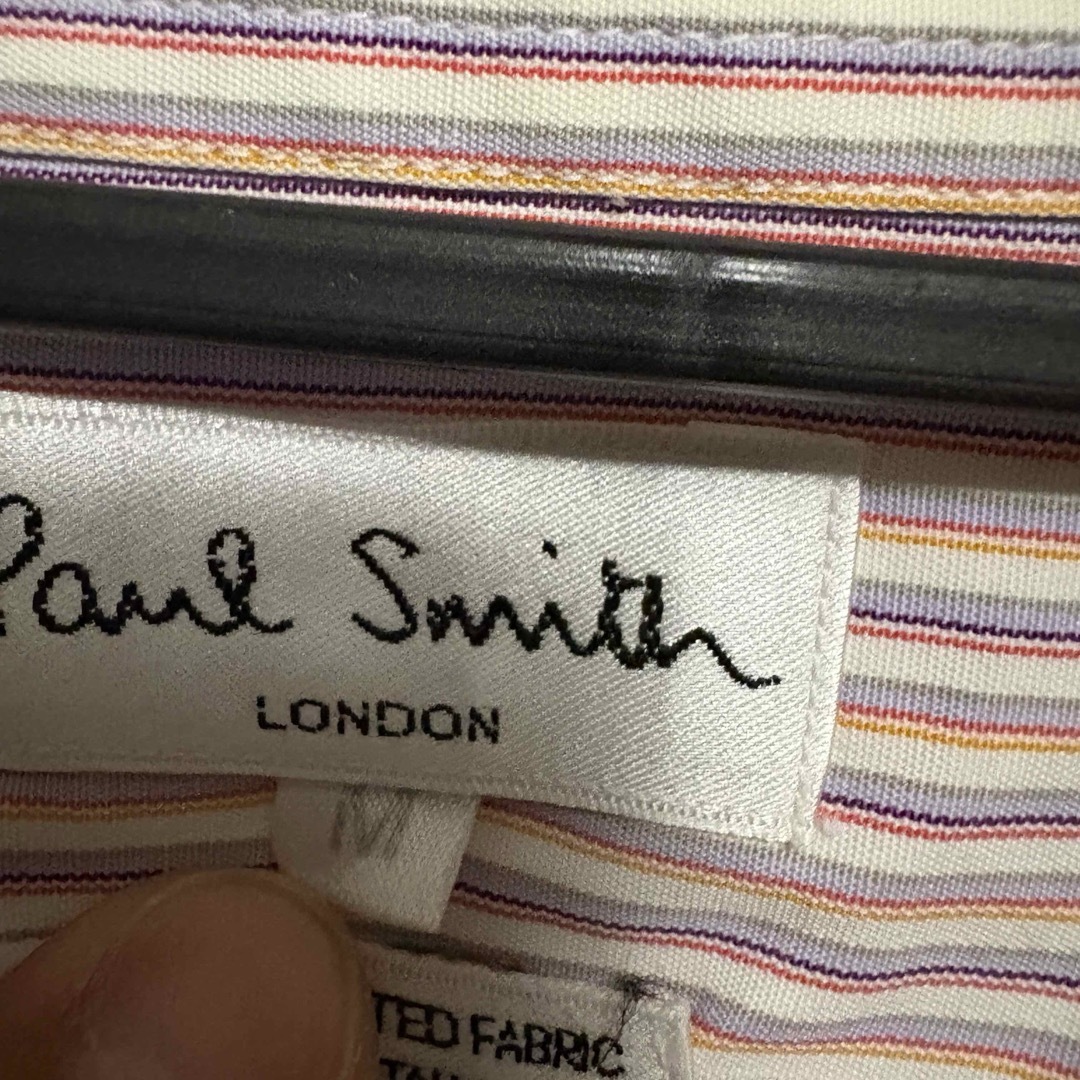 Paul Smith
LONDON
M
TED FABRIC